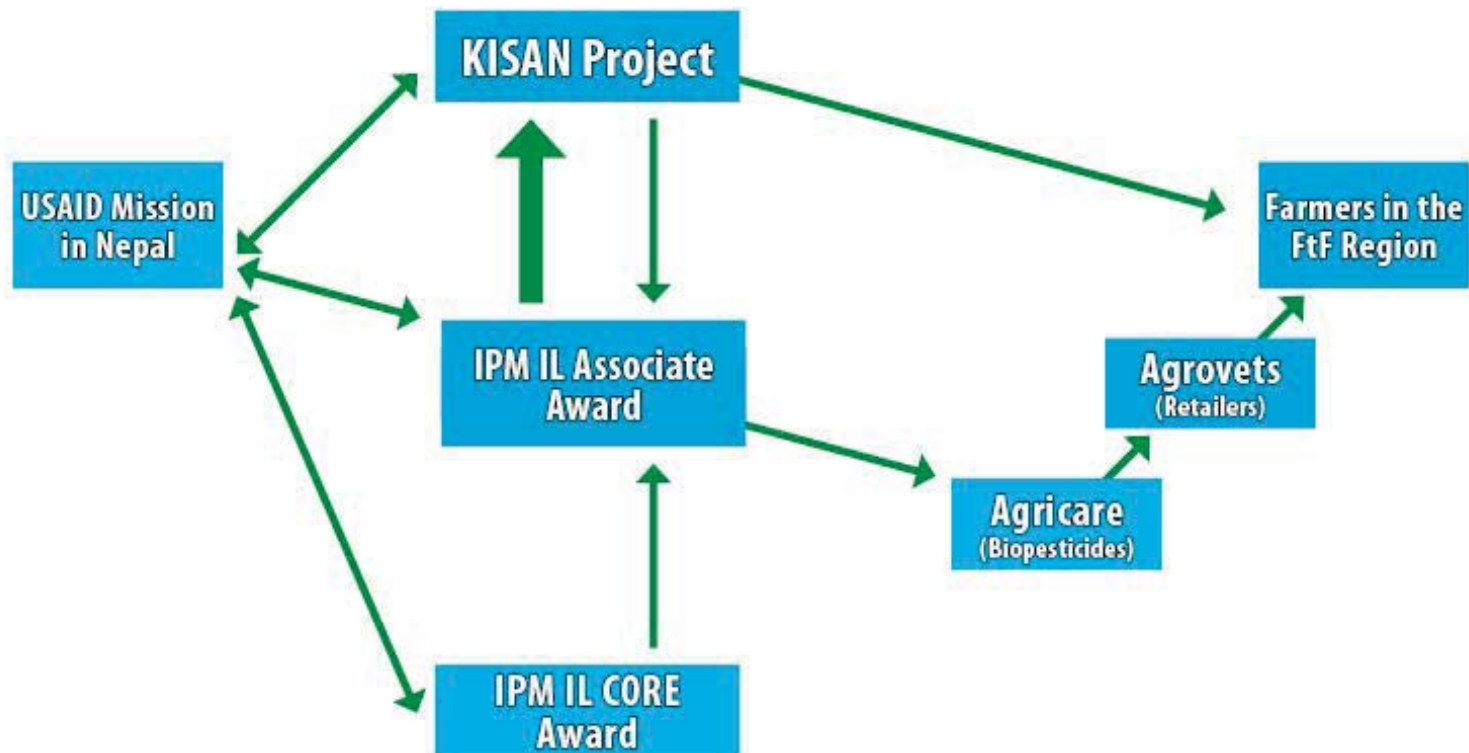 KISAN Project
USAID Mission
in Nepal
Farmers in the
FtF Region
IPM IL Associate
Award
Agrovets
(Retailers)
Agricare
(Biopesticides)
IPM IL CORE
Award